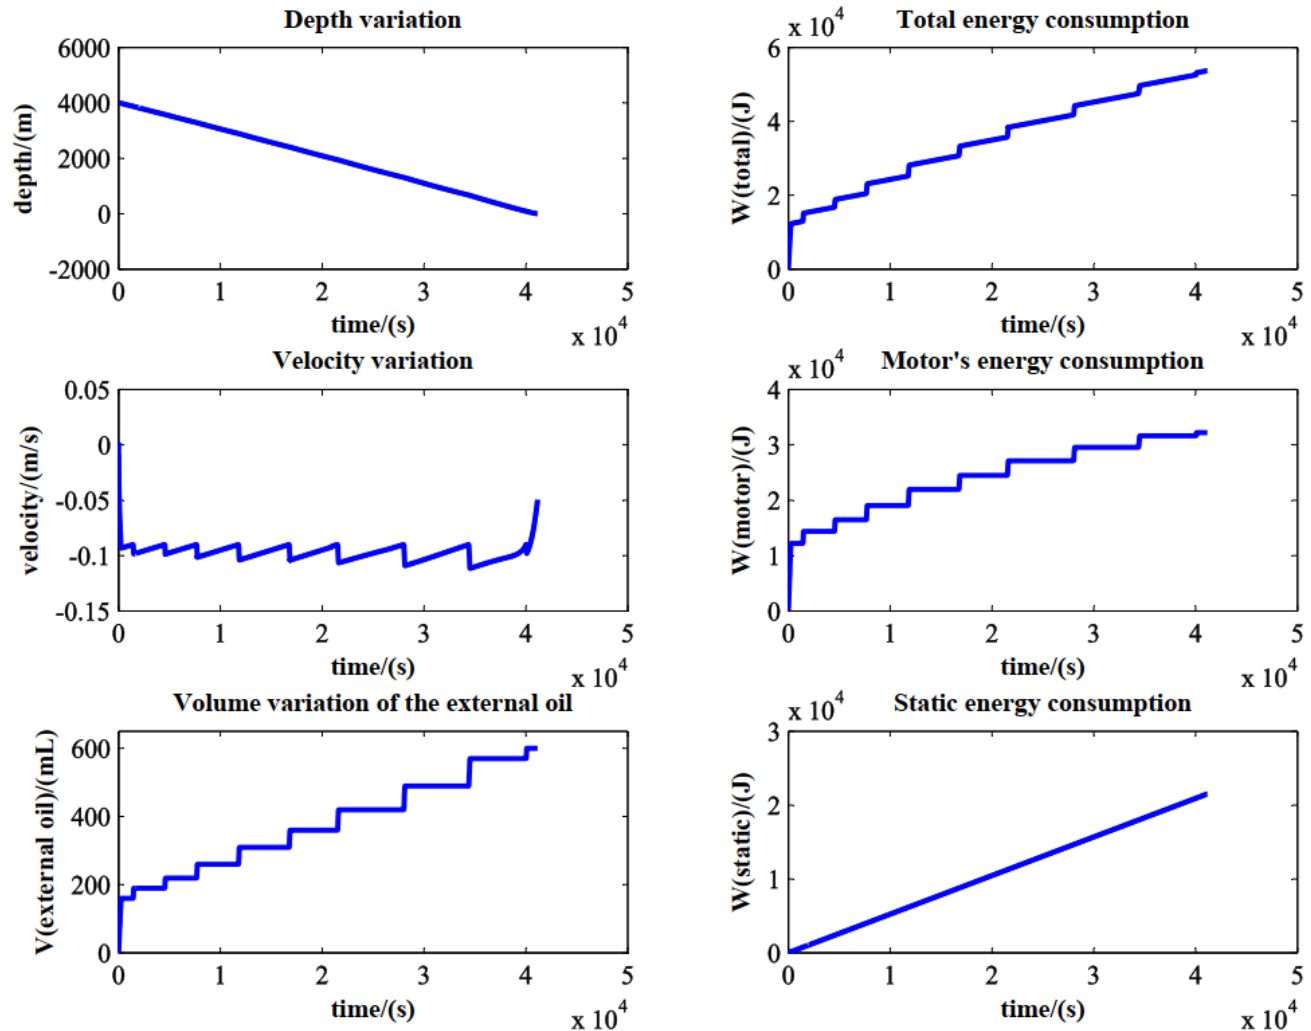 Depth variation
6000
4000
2000
0
-2000
depth/(m)
0 1 2 3 4 5
time/(s)
x 10^4
Total energy consumption
x 10^4
6
4
2
0
W(total)/(J)
0 1 2 3 4 5
time/(s)
x 10^4
Velocity variation
0.05
0
-0.05
-0.1
-0.15
velocity/(m/s)
0 1 2 3 4 5
time/(s)
x 10^4
Motor's energy consumption
x 10^4
4
3
2
1
0
W(motor)/(J)
0 1 2 3 4 5
time/(s)
x 10^4
Volume variation of the external oil
600
400
200
0
V(external oil)/(mL)
0 1 2 3 4 5
time/(s)
x 10^4
Static energy consumption
x 10^4
3
2
1
0
W(static)/(J)
0 1 2 3 4 5
time/(s)
x 10^4